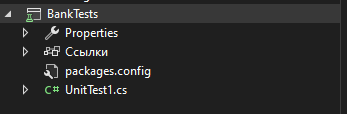 BankTests
Properties
Ссылки
packages.config
C# UnitTest1.cs